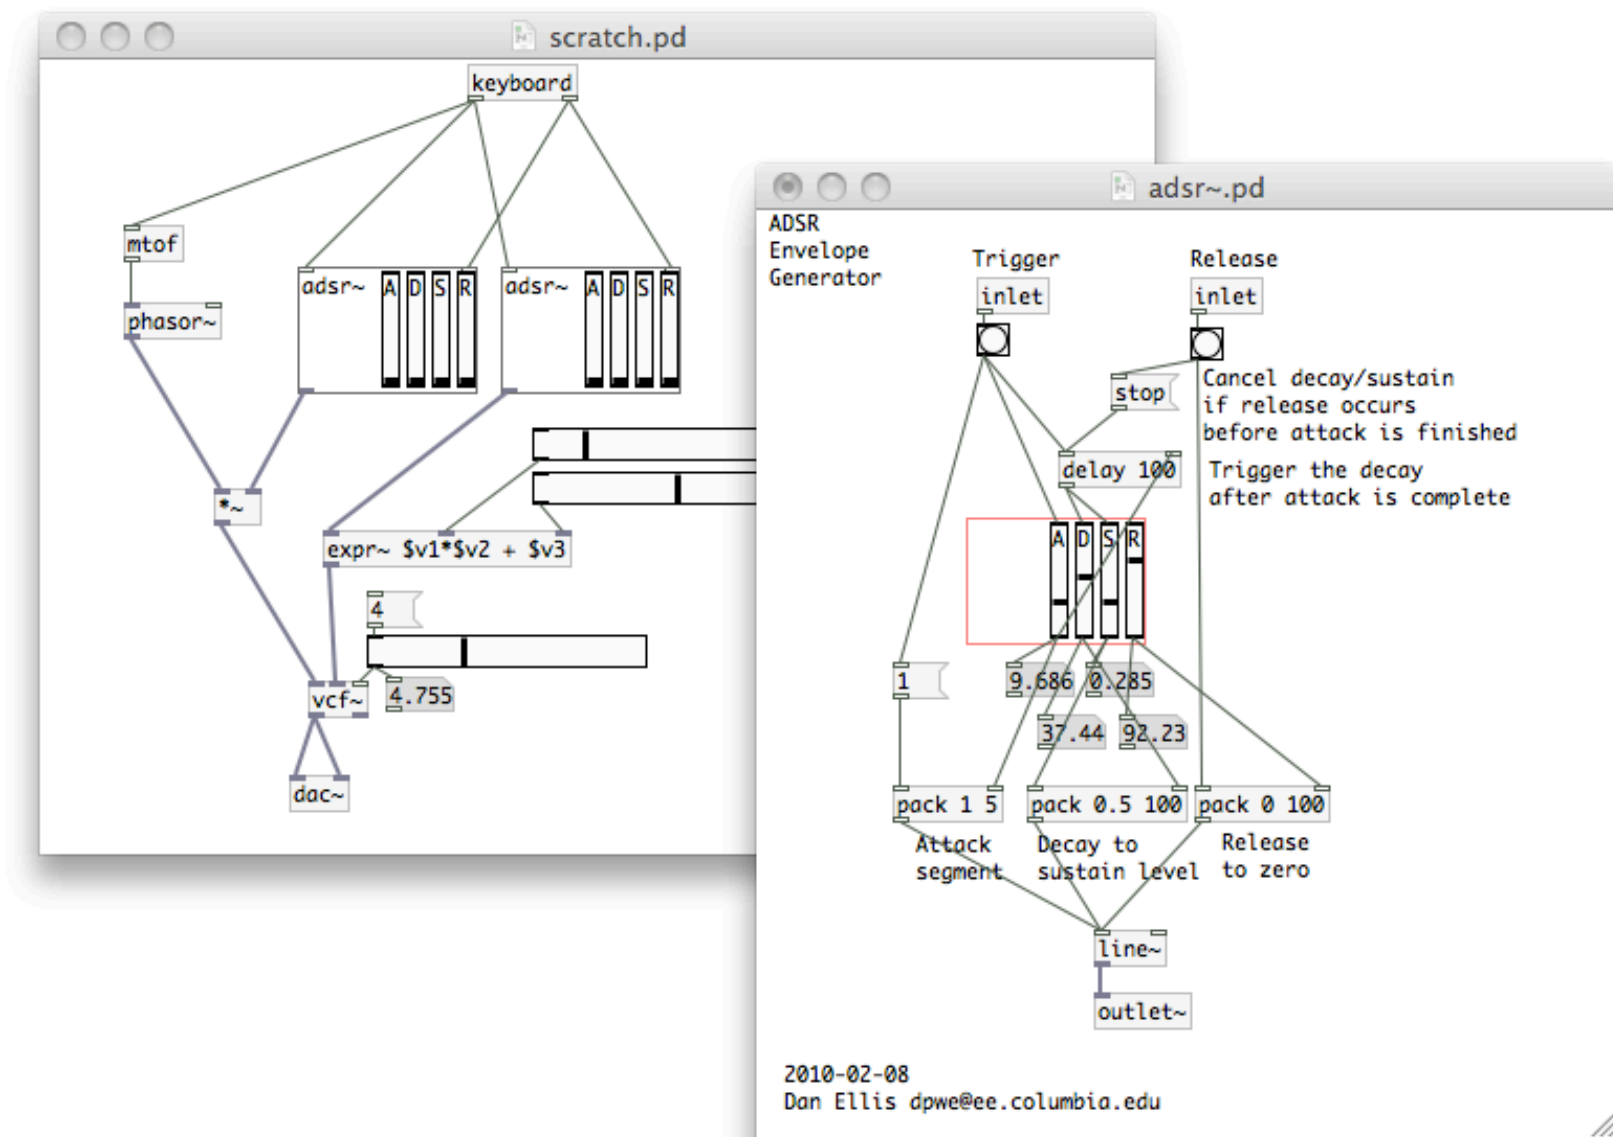 scratch.pd
keyboard
mtof
phasor~
adsr~ A D S R
adsr~ A D S R
*~
expr~ $v1*$v2 + $v3
4
vcf~
4.755
dac~
adsr~.pd
ADSR
Envelope
Generator
Trigger
Release
inlet
inlet
stop
Cancel decay/sustain
if release occurs
before attack is finished
delay 100
Trigger the decay
after attack is complete
A D S R
1
9.686
0.285
37.44
92.23
pack 1 5
pack 0.5 100
pack 0 100
Attack
segment
Decay to
sustain level
Release
to zero
line~
outlet~
2010-02-08
Dan Ellis dpwe@ee.columbia.edu